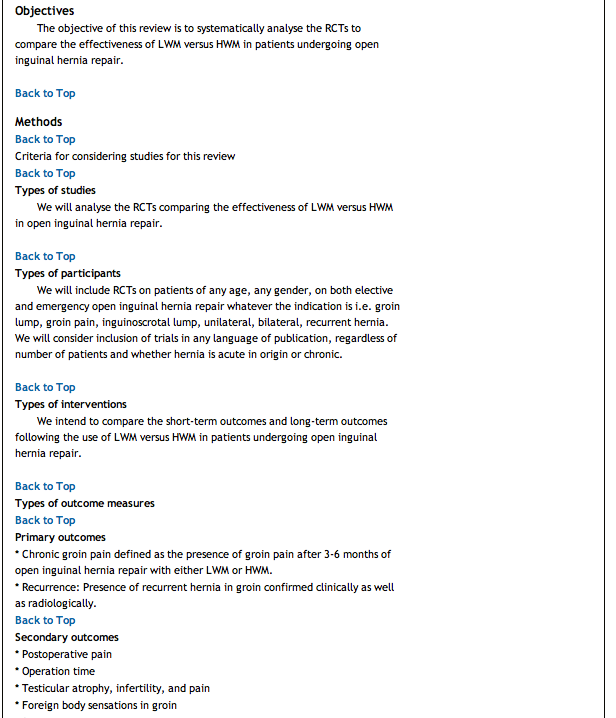 Objectives
The objective of this review is to systematically analyse the RCTs to
compare the effectiveness of LWM versus HWM in patients undergoing open
inguinal hernia repair.
Back to Top
Methods
Back to Top
Criteria for considering studies for this review
Back to Top
Types of studies
We will analyse the RCTs comparing the effectiveness of LWM versus HWM
in open inguinal hernia repair.
Back to Top
Types of participants
We will include RCTs on patients of any age, any gender, on both elective
and emergency open inguinal hernia repair whatever the indication is i.e. groin
lump, groin pain, inguinoscrotal lump, unilateral, bilateral, recurrent hernia.
We will consider inclusion of trials in any language of publication, regardless of
number of patients and whether hernia is acute in origin or chronic.
Back to Top
Types of interventions
We intend to compare the short-term outcomes and long-term outcomes
following the use of LWM versus HWM in patients undergoing open inguinal
hernia repair.
Back to Top
Types of outcome measures
Back to Top
Primary outcomes
* Chronic groin pain defined as the presence of groin pain after 3-6 months of
open inguinal hernia repair with either LWM or HWM.
* Recurrence: Presence of recurrent hernia in groin confirmed clinically as well
as radiologically.
Back to Top
Secondary outcomes
* Postoperative pain
* Operation time
* Testicular atrophy, infertility, and pain
* Foreign body sensations in groin